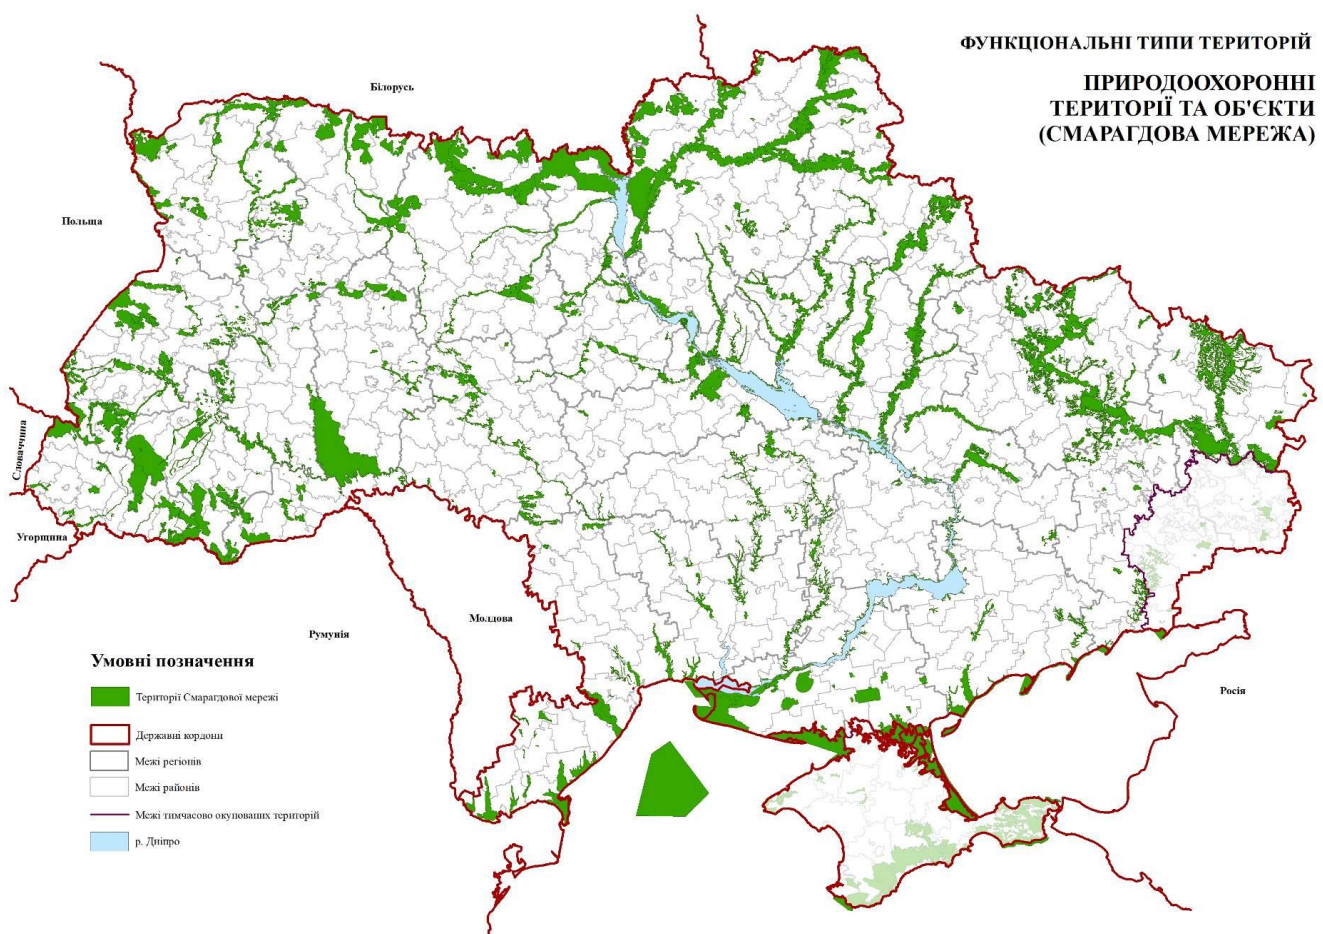 ФУНКЦІОНАЛЬНІ ТИПИ ТЕРИТОРІЙ
ПРИРОДООХОРОННІ
ТЕРИТОРІЇ ТА ОБ'ЄКТИ
(СМАРАГДОВА МЕРЕЖА)
Білорусь
Польща
Словаччина
Угорщина
Румунія
Молдова
Росія
Умовні позначення
Території Смарагдової мережі
Державні кордони
Межі регіонів
Межі районів
Межі тимчасово окупованих територій
р. Дніпро